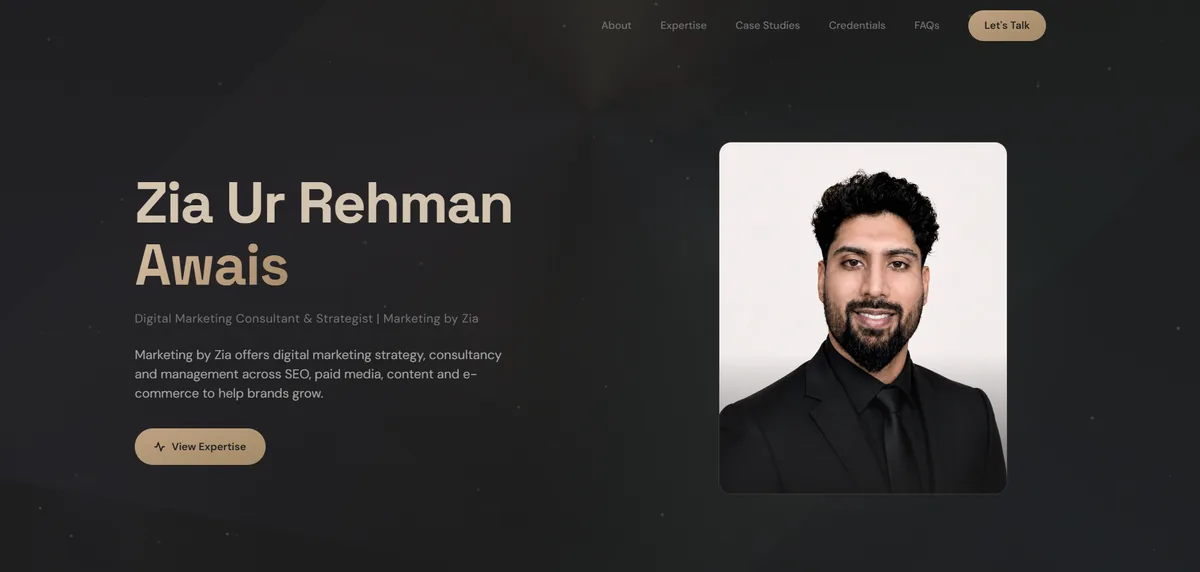 About
Expertise
Case Studies
Credentials
FAQs
Let's Talk
Zia Ur Rehman
Awais
Digital Marketing Consultant & Strategist | Marketing by Zia
Marketing by Zia offers digital marketing strategy, consultancy
and management across SEO, paid media, content and e-
commerce to help brands grow.
View Expertise